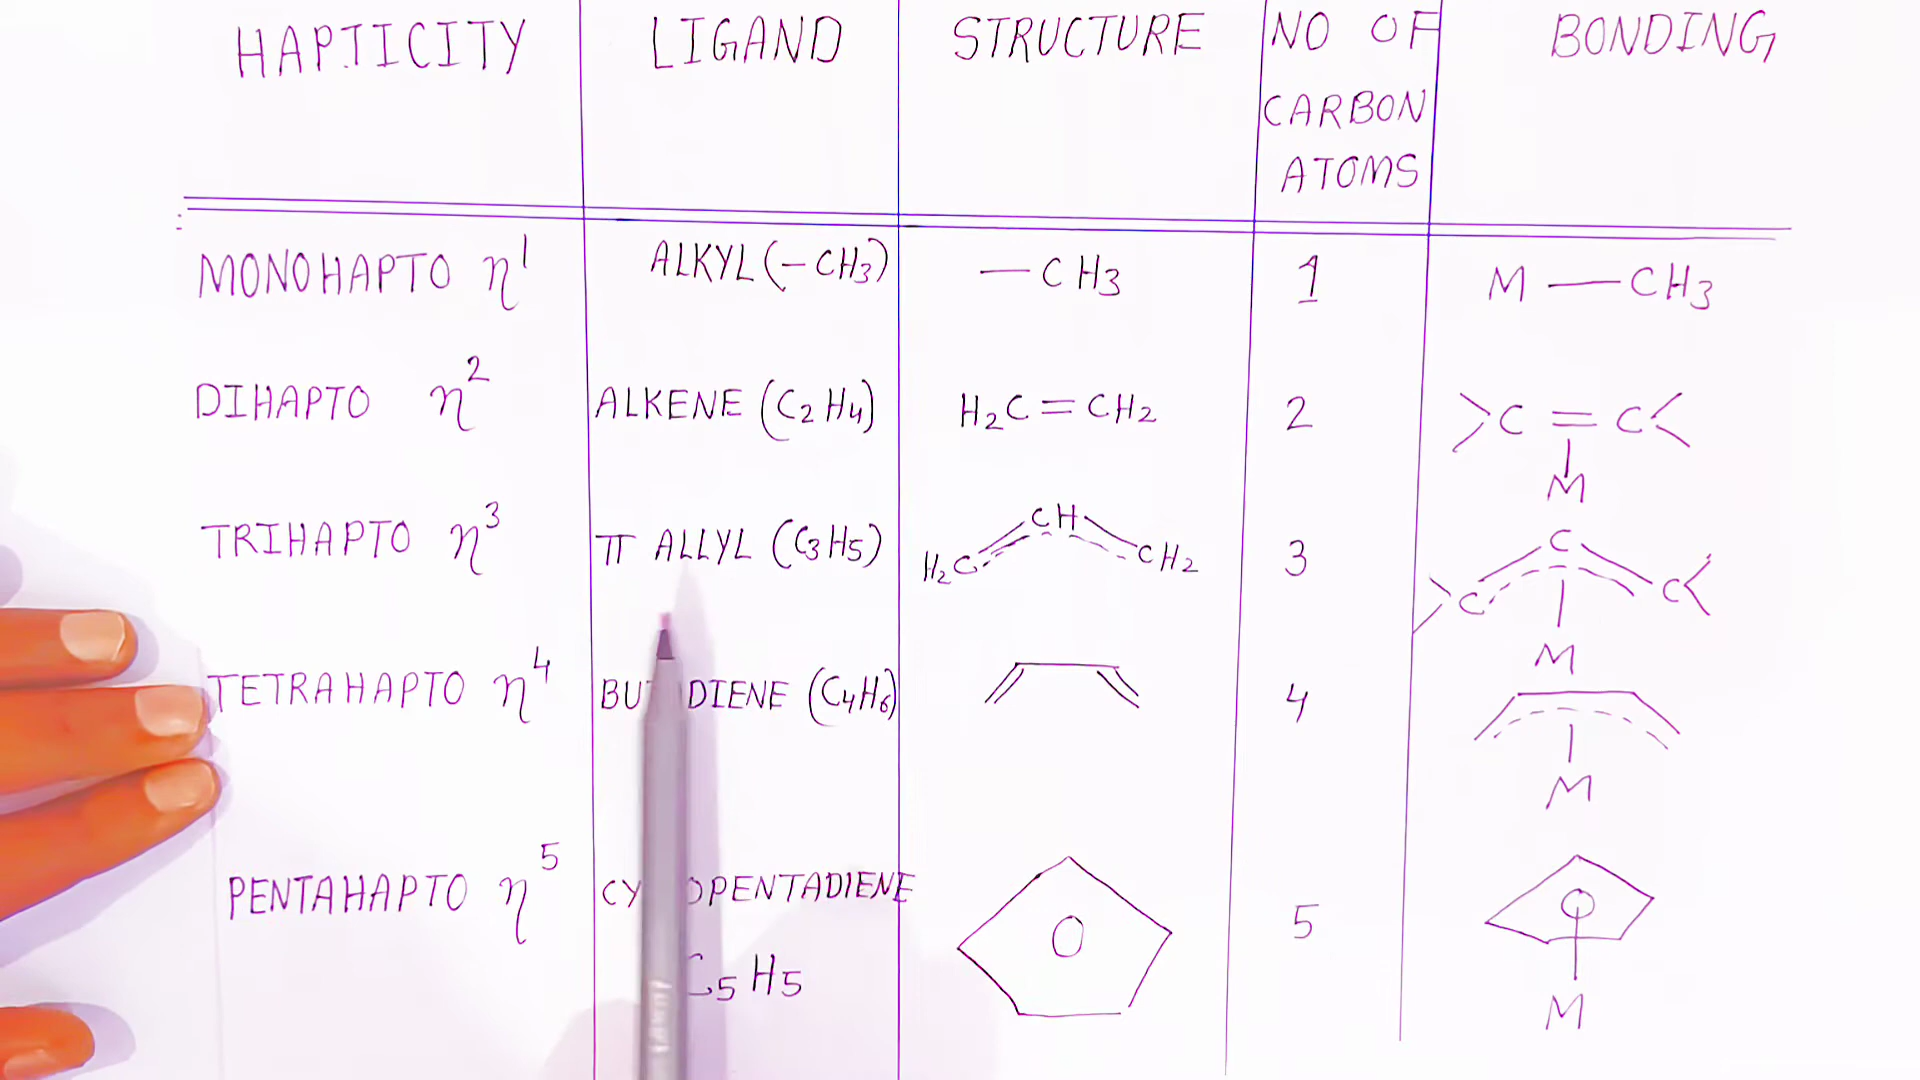 HAPTICITY LIGAND STRUCTURE NO OF CARBON ATOMS BONDING
MONOHAPTO η¹ ALKYL (—CH₃) —CH₃ 1 M—CH₃
DIHAPTO η² ALKENE (C₂H₄) H₂C=CH₂ 2 >C=C<
M
TRIHAPTO η³ π ALLYL (C₃H₅) H₂C CH CH₂ 3 >C C C<
M
TETRAHAPTO η⁴ DIENE (C₄H₆) 4
M
PENTAHAPTO η⁵ 5
C₅H₅
M